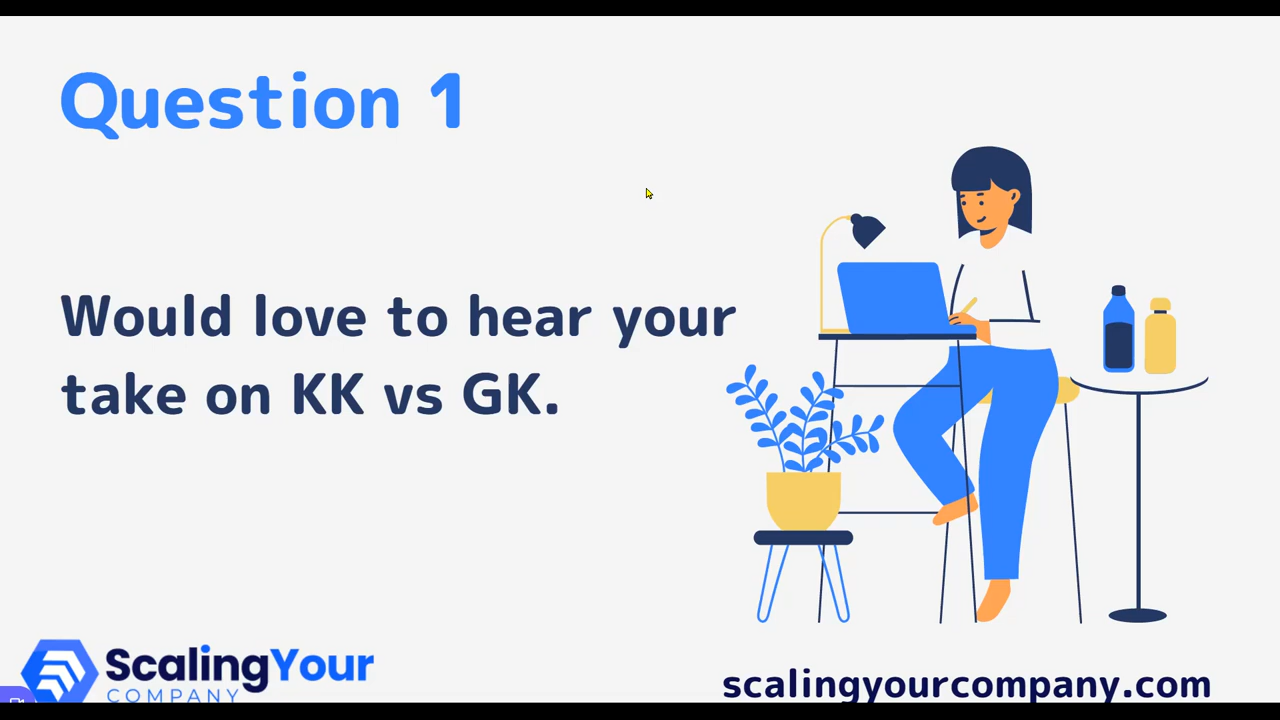 Question 1
Would love to hear your
take on KK vs GK.
ScalingYour
COMPANY
scalingyourcompany.com